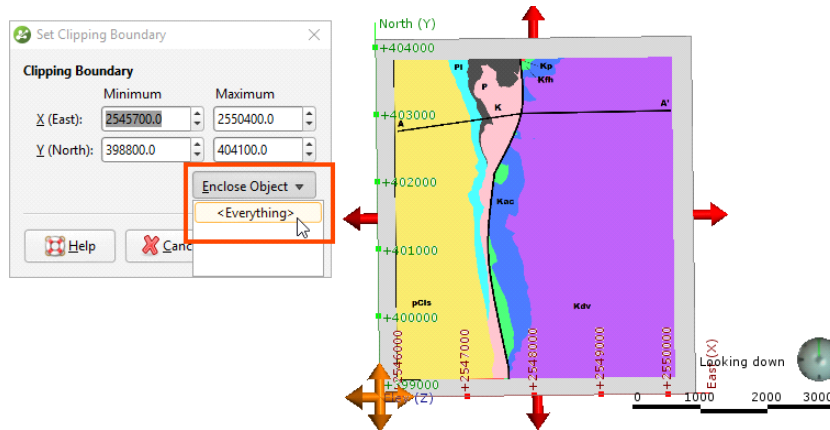 Set Clipping Boundary
Clipping Boundary
Minimum Maximum
X (East): 2545700.0 2550400.0
Y (North): 398800.0 404100.0
Enclose Object
<Everything>
Help
Canc
North (Y)
+404000
+403000
+402000
+401000
+400000
+399000
Pl
P
K
Kp
Kfh
A
A'
Kac
pCls
Kdv
+2546000
+2547000
+2548000
+2549000
+2550000
East (X)
(Z)
Looking down
0 1000 2000 3000